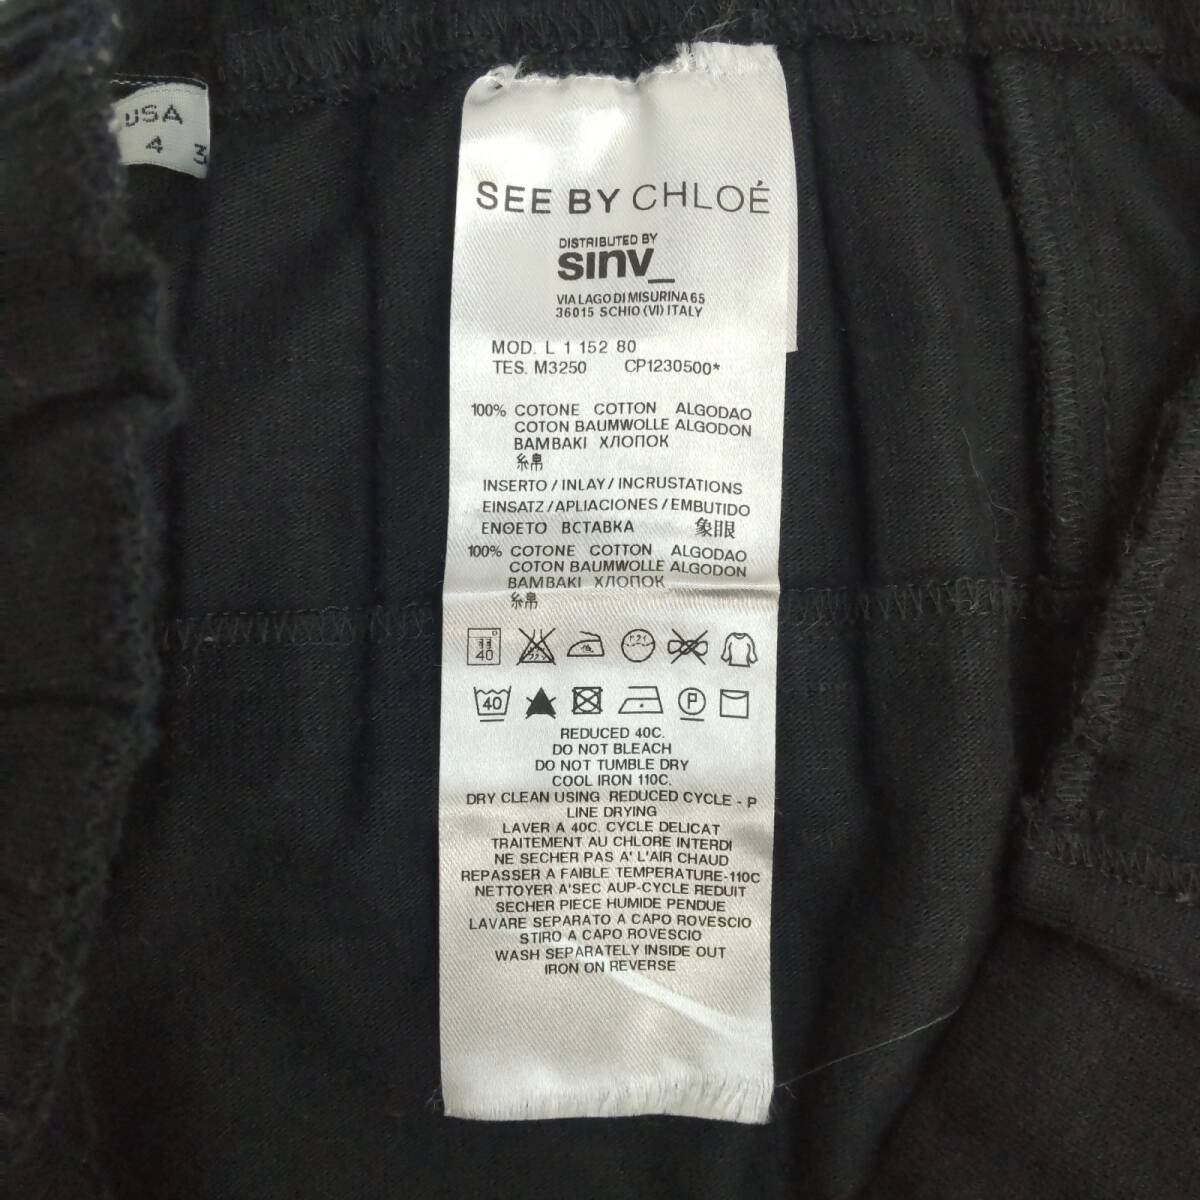 USA
4 3
SEE BY CHLOÉ
DISTRIBUTED BY
sinv_
VIA LAGO DI MISURINA 65
36015 SCHIO (VI) ITALY
MOD. L 1 152 80
TES. M3250 CP1230500*
100% COTONE COTTON ALGODAO
COTON BAUMWOLLE ALGODON
BAMBAKI ХЛОПОК
綿
INSERTO / INLAY / INCRUSTATIONS
EINSATZ / APLIACIONES / EMBUTIDO
ΕΝΘΕΤΟ ВСТАВКА 象眼
100% COTONE COTTON ALGODAO
COTON BAUMWOLLE ALGODON
BAMBAKI ХЛОПОК
綿
40
40 P
REDUCED 40C.
DO NOT BLEACH
DO NOT TUMBLE DRY
COOL IRON 110C.
DRY CLEAN USING REDUCED CYCLE - P
LINE DRYING
LAVER A 40C. CYCLE DELICAT
TRAITEMENT AU CHLORE INTERDI
NE SECHER PAS A' L'AIR CHAUD
REPASSER A FAIBLE TEMPERATURE-110C
NETTOYER A'SEC AUP-CYCLE REDUIT
SECHER PIECE HUMIDE PENDUE
LAVARE SEPARATO A CAPO ROVESCIO
STIRO A CAPO ROVESCIO
WASH SEPARATELY INSIDE OUT
IRON ON REVERSE